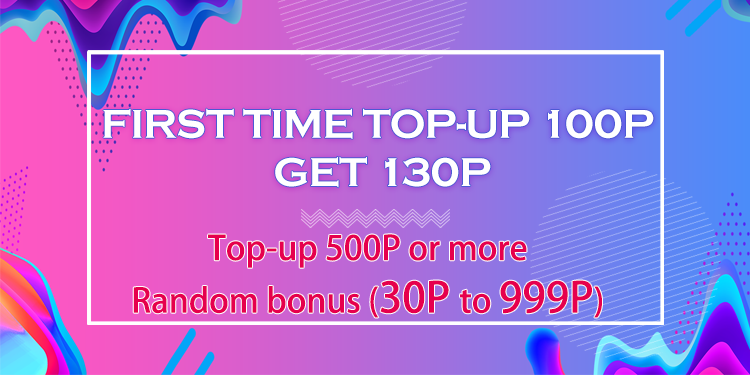 FIRST TIME TOP-UP 100P
GET 130P
Top-up 500P or more
Random bonus (30P to 999P)